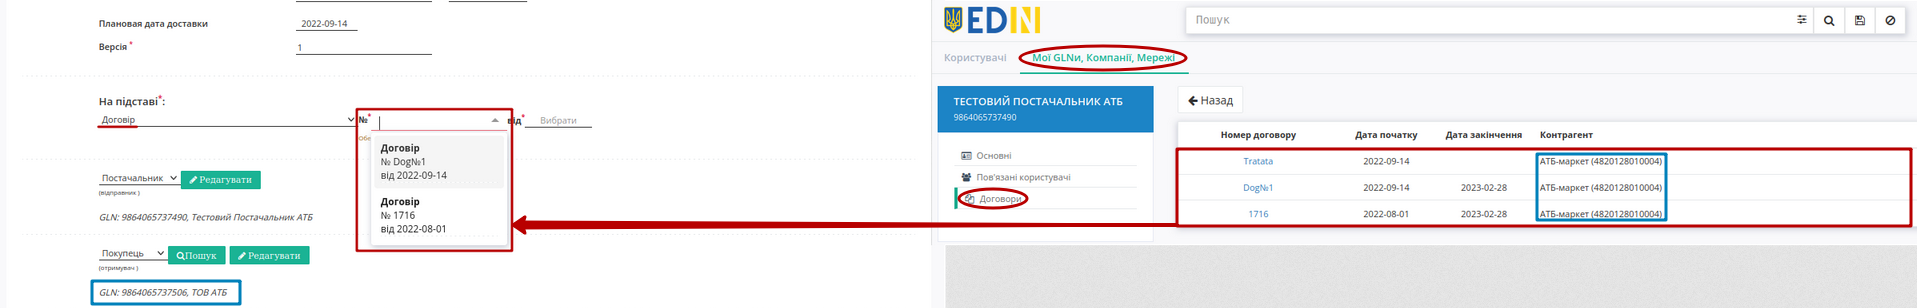 Плановая дата доставки 2022-09-14
Версія * 1
На підставі*:
Договір
№*
від* Вибрати
Договір
№ Dog№1
від 2022-09-14
Договір
№ 1716
від 2022-08-01
Постачальник Редагувати
(відправник )
GLN: 9864065737490, Тестовий Постачальник АТБ
Покупець Пошук Редагувати
(отримувач )
GLN: 9864065737506, ТОВ АТБ
EDIN
Пошук
Користувачі Мої GLNи, Компанії, Мережі
ТЕСТОВИЙ ПОСТАЧАЛЬНИК АТБ
9864065737490
Основні
Пов'язані користувачі
Договори
Назад
Номер договору Дата початку Дата закінчення Контрагент
Tratata 2022-09-14 АТБ-маркет (4820128010004)
Dog№1 2022-09-14 2023-02-28 АТБ-маркет (4820128010004)
1716 2022-08-01 2023-02-28 АТБ-маркет (4820128010004)